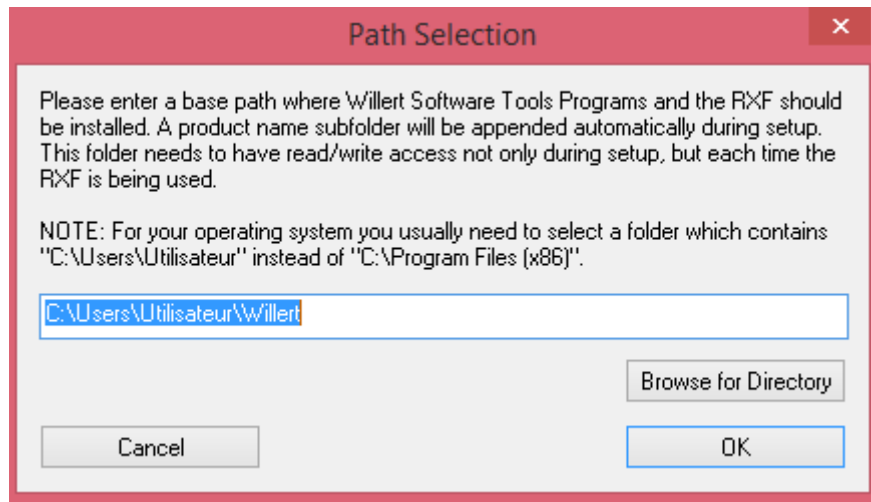 Path Selection
Please enter a base path where Willert Software Tools Programs and the RXF should
be installed. A product name subfolder will be appended automatically during setup.
This folder needs to have read/write access not only during setup, but each time the
RXF is being used.
NOTE: For your operating system you usually need to select a folder which contains
"C:\Users\Utilisateur" instead of "C:\Program Files (x86)".
C:\Users\Utilisateur\Willert
Browse for Directory
Cancel
OK